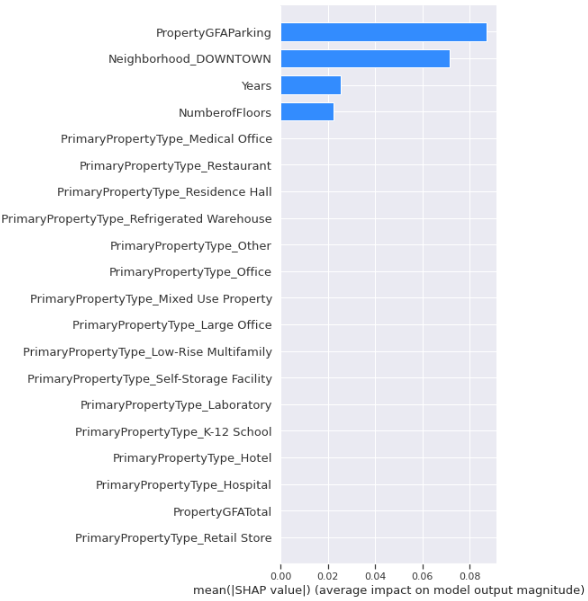 PropertyGFAParking
Neighborhood_DOWNTOWN
Years
NumberofFloors
PrimaryPropertyType_Medical Office
PrimaryPropertyType_Restaurant
PrimaryPropertyType_Residence Hall
PrimaryPropertyType_Refrigerated Warehouse
PrimaryPropertyType_Other
PrimaryPropertyType_Office
PrimaryPropertyType_Mixed Use Property
PrimaryPropertyType_Large Office
PrimaryPropertyType_Low-Rise Multifamily
PrimaryPropertyType_Self-Storage Facility
PrimaryPropertyType_Laboratory
PrimaryPropertyType_K-12 School
PrimaryPropertyType_Hotel
PrimaryPropertyType_Hospital
PropertyGFATotal
PrimaryPropertyType_Retail Store
0.00 0.02 0.04 0.06 0.08
mean(|SHAP value|) (average impact on model output magnitude)